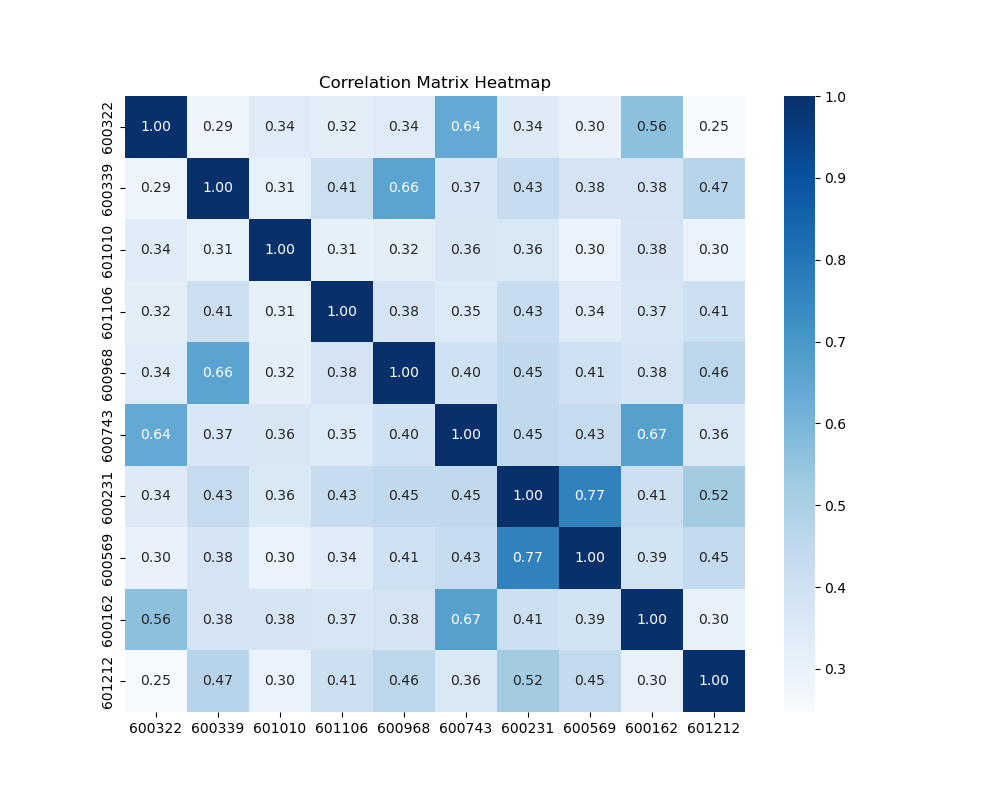 Correlation Matrix Heatmap
600322 1.00 0.29 0.34 0.32 0.34 0.64 0.34 0.30 0.56 0.25
600339 0.29 1.00 0.31 0.41 0.66 0.37 0.43 0.38 0.38 0.47
601010 0.34 0.31 1.00 0.31 0.32 0.36 0.36 0.30 0.38 0.30
601106 0.32 0.41 0.31 1.00 0.38 0.35 0.43 0.34 0.37 0.41
600968 0.34 0.66 0.32 0.38 1.00 0.40 0.45 0.41 0.38 0.46
600743 0.64 0.37 0.36 0.35 0.40 1.00 0.45 0.43 0.67 0.36
600231 0.34 0.43 0.36 0.43 0.45 0.45 1.00 0.77 0.41 0.52
600569 0.30 0.38 0.30 0.34 0.41 0.43 0.77 1.00 0.39 0.45
600162 0.56 0.38 0.38 0.37 0.38 0.67 0.41 0.39 1.00 0.30
601212 0.25 0.47 0.30 0.41 0.46 0.36 0.52 0.45 0.30 1.00
600322 600339 601010 601106 600968 600743 600231 600569 600162 601212
1.0
0.9
0.8
0.7
0.6
0.5
0.4
0.3